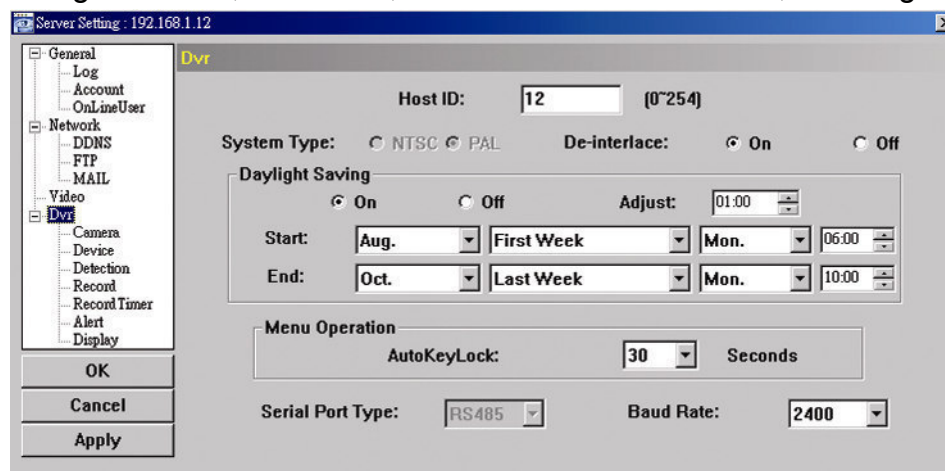 Server Setting : 192.168.1.12
General
Log
Account
OnLineUser
Network
DDNS
FTP
MAIL
Video
Dvr
Camera
Device
Detection
Record
Record Timer
Alert
Display
OK
Cancel
Apply
Dvr
Host ID: 12 (0~254)
System Type: NTSC PAL De-interlace: On Off
Daylight Saving
On Off Adjust: 01:00
Start: Aug. First Week Mon. 06:00
End: Oct. Last Week Mon. 10:00
Menu Operation
AutoKeyLock: 30 Seconds
Serial Port Type: RS485 Baud Rate: 2400